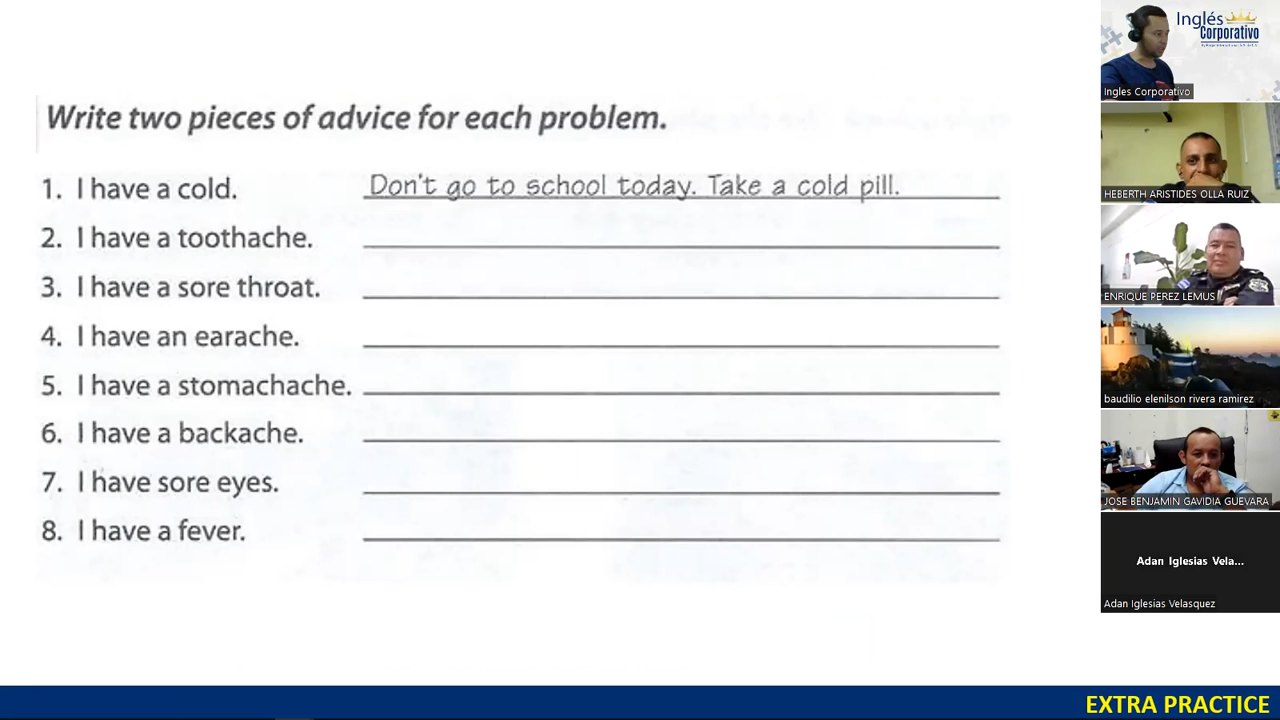 Write two pieces of advice for each problem.
1. I have a cold. Don't go to school today. Take a cold pill.
2. I have a toothache.
3. I have a sore throat.
4. I have an earache.
5. I have a stomachache.
6. I have a backache.
7. I have sore eyes.
8. I have a fever.
EXTRA PRACTICE
Inglés
Corporativo
Ingles Corporativo
HEBERTH ARISTIDES OLLA RUIZ
ENRIQUE PEREZ LEMUS
baudilio elenilson rivera ramirez
JOSE BENJAMIN GAVIDIA GUEVARA
Adan Iglesias Vela...
Adan Iglesias Velasquez